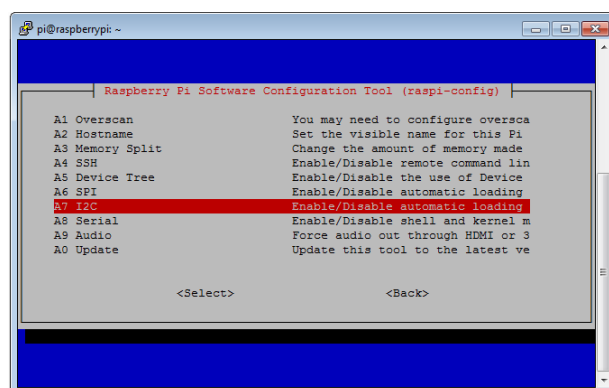 pi@raspberrypi: ~
Raspberry Pi Software Configuration Tool (raspi-config)
A1 Overscan You may need to configure oversca
A2 Hostname Set the visible name for this Pi
A3 Memory Split Change the amount of memory made
A4 SSH Enable/Disable remote command lin
A5 Device Tree Enable/Disable the use of Device
A6 SPI Enable/Disable automatic loading
A7 I2C Enable/Disable automatic loading
A8 Serial Enable/Disable shell and kernel m
A9 Audio Force audio out through HDMI or 3
A0 Update Update this tool to the latest ve
<Select> <Back>